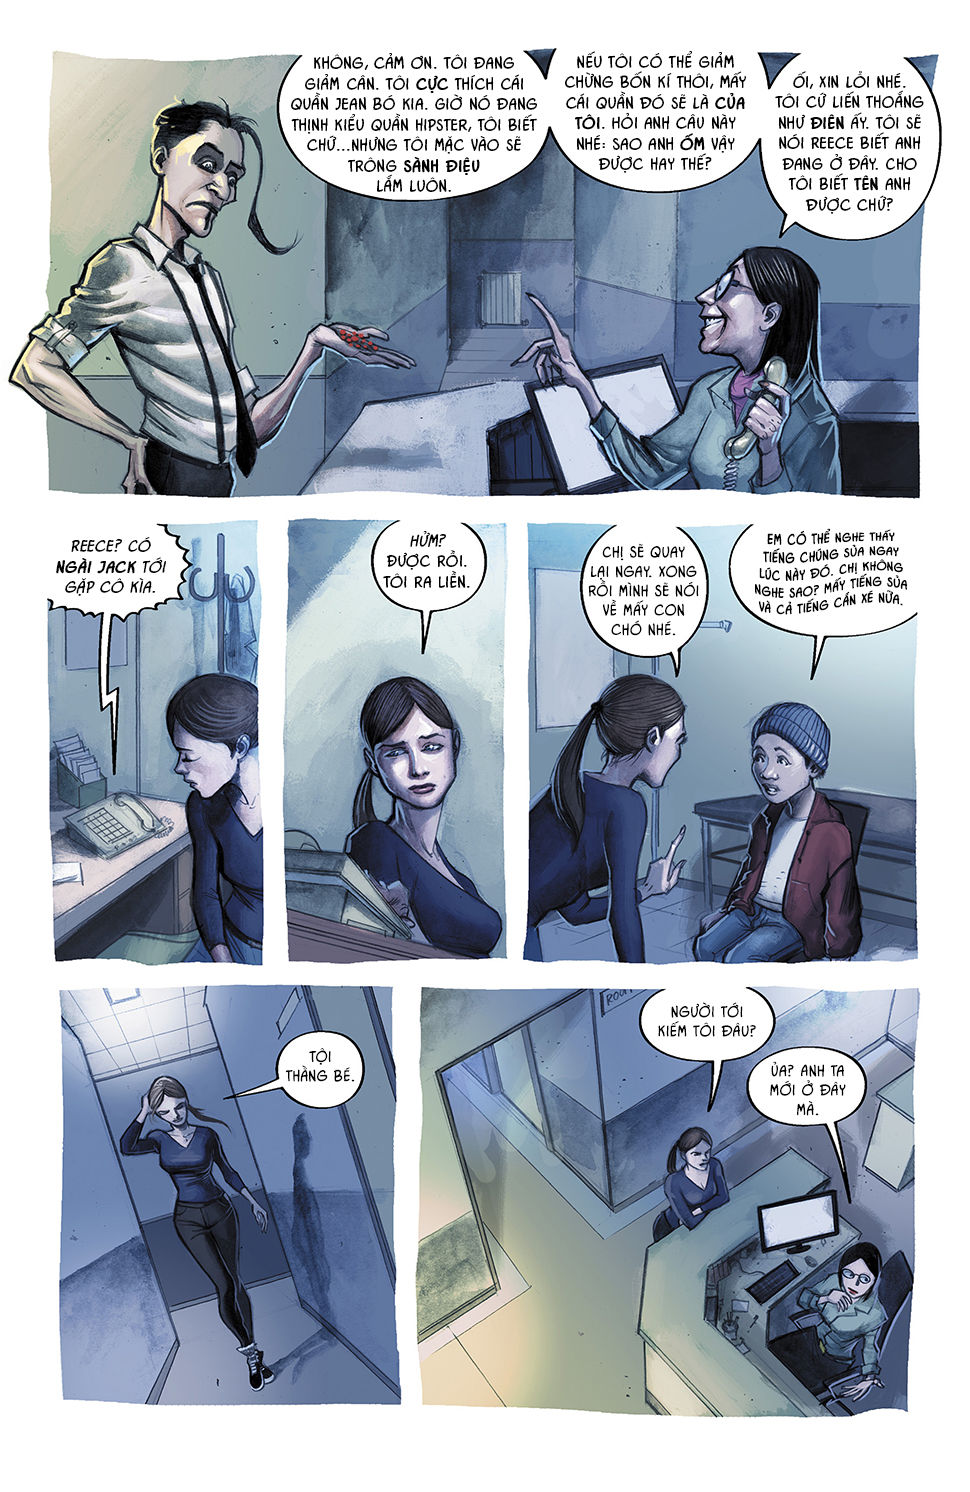 KHÔNG, CẢM ƠN. TÔI ĐANG
GIẢM CÂN. TÔI CỰC THÍCH CÁI
QUẦN JEAN BÓ KIA. GIỜ NÓ ĐANG
THỊNH KIỂU QUẦN HIPSTER, TÔI BIẾT
CHỨ...NHƯNG TÔI MẶC VÀO SẼ
TRÔNG SÀNH ĐIỆU
LẮM LUÔN.
NẾU TÔI CÓ THỂ GIẢM
CHỪNG BỐN KÍ THÔI, MẤY
CÁI QUẦN ĐÓ SẼ LÀ CỦA
TÔI. HỎI ANH CÂU NÀY
NHÉ: SAO ANH ỐM VẬY
ĐƯỢC HAY THẾ?
ỐI, XIN LỖI NHÉ.
TÔI CỨ LIẾN THOẮNG
NHƯ ĐIÊN ẤY. TÔI SẼ
NÓI REECE BIẾT ANH
ĐANG Ở ĐÂY. CHO
TÔI BIẾT TÊN ANH
ĐƯỢC CHỨ?
REECE? CÓ
NGÀI JACK TỚI
GẶP CÔ KÌA.
HỬM?
ĐƯỢC RỒI.
TÔI RA LIỀN.
CHỊ SẼ QUAY
LẠI NGAY. XONG
RỒI MÌNH SẼ NÓI
VỀ MẤY CON
CHÓ NHÉ.
EM CÓ THỂ NGHE THẤY
TIẾNG CHÚNG SỦA NGAY
LÚC NÀY ĐÓ. CHỊ KHÔNG
NGHE SAO? MẤY TIẾNG SỦA
VÀ CẢ TIẾNG CẮN XÉ NỮA.
TỘI
THẰNG BÉ.
NGƯỜI TỚI
KIẾM TÔI ĐÂU?
ỦA? ANH TA
MỚI Ở ĐÂY
MÀ.